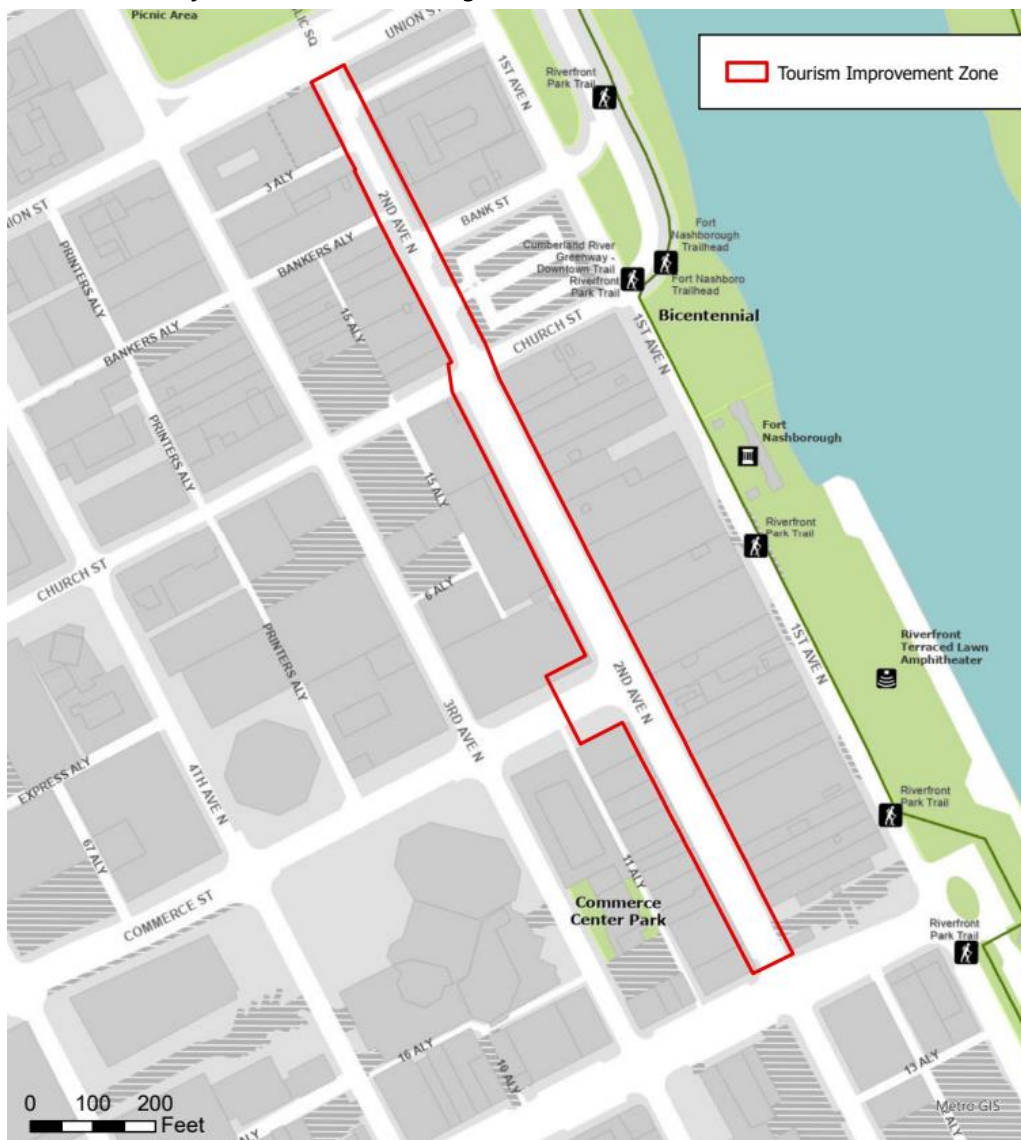 Picnic Area
UNION ST
1ST AVE N
Tourism Improvement Zone
Riverfront
Park Trail
3 ALY
2ND AVE N
BANK ST
PRINTERS ALY
BANKERS ALY
15 ALY
Cumberland River
Greenway -
Downtown Trail
Riverfront
Park Trail
Fort
Nashborough
Trailhead
Fort Nashboro
Trailhead
Bicentennial
1ST AVE N
CHURCH ST
BANKERS ALY
PRINTERS ALY
Fort
Nashborough
15 ALY
Riverfront
Park Trail
CHURCH ST
6 ALY
PRINTERS ALY
1ST AVE N
Riverfront
Terraced Lawn
Amphitheater
2ND AVE N
3RD AVE N
EXPRESS ALY
4TH AVE N
67 ALY
Riverfront
Park Trail
11 ALY
COMMERCE ST
Commerce
Center Park
Riverfront
Park Trail
16 ALY
19 ALY
13 ALY
0 100 200
Feet
Metro GIS